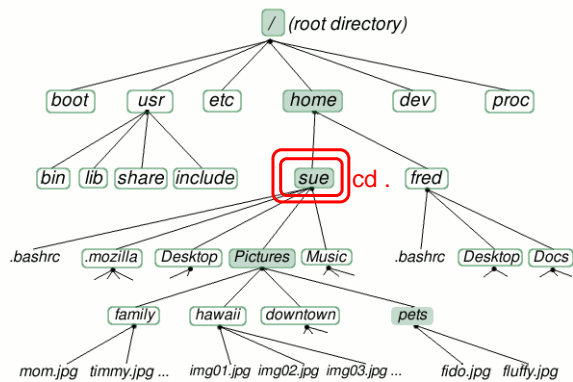 / (root directory)
boot usr etc home dev proc
bin lib share include sue cd . fred
.bashrc .mozilla Desktop Pictures Music .bashrc Desktop Docs
family hawaii downtown pets
mom.jpg timmy.jpg ... img01.jpg img02.jpg img03.jpg ... fido.jpg fluffy.jpg